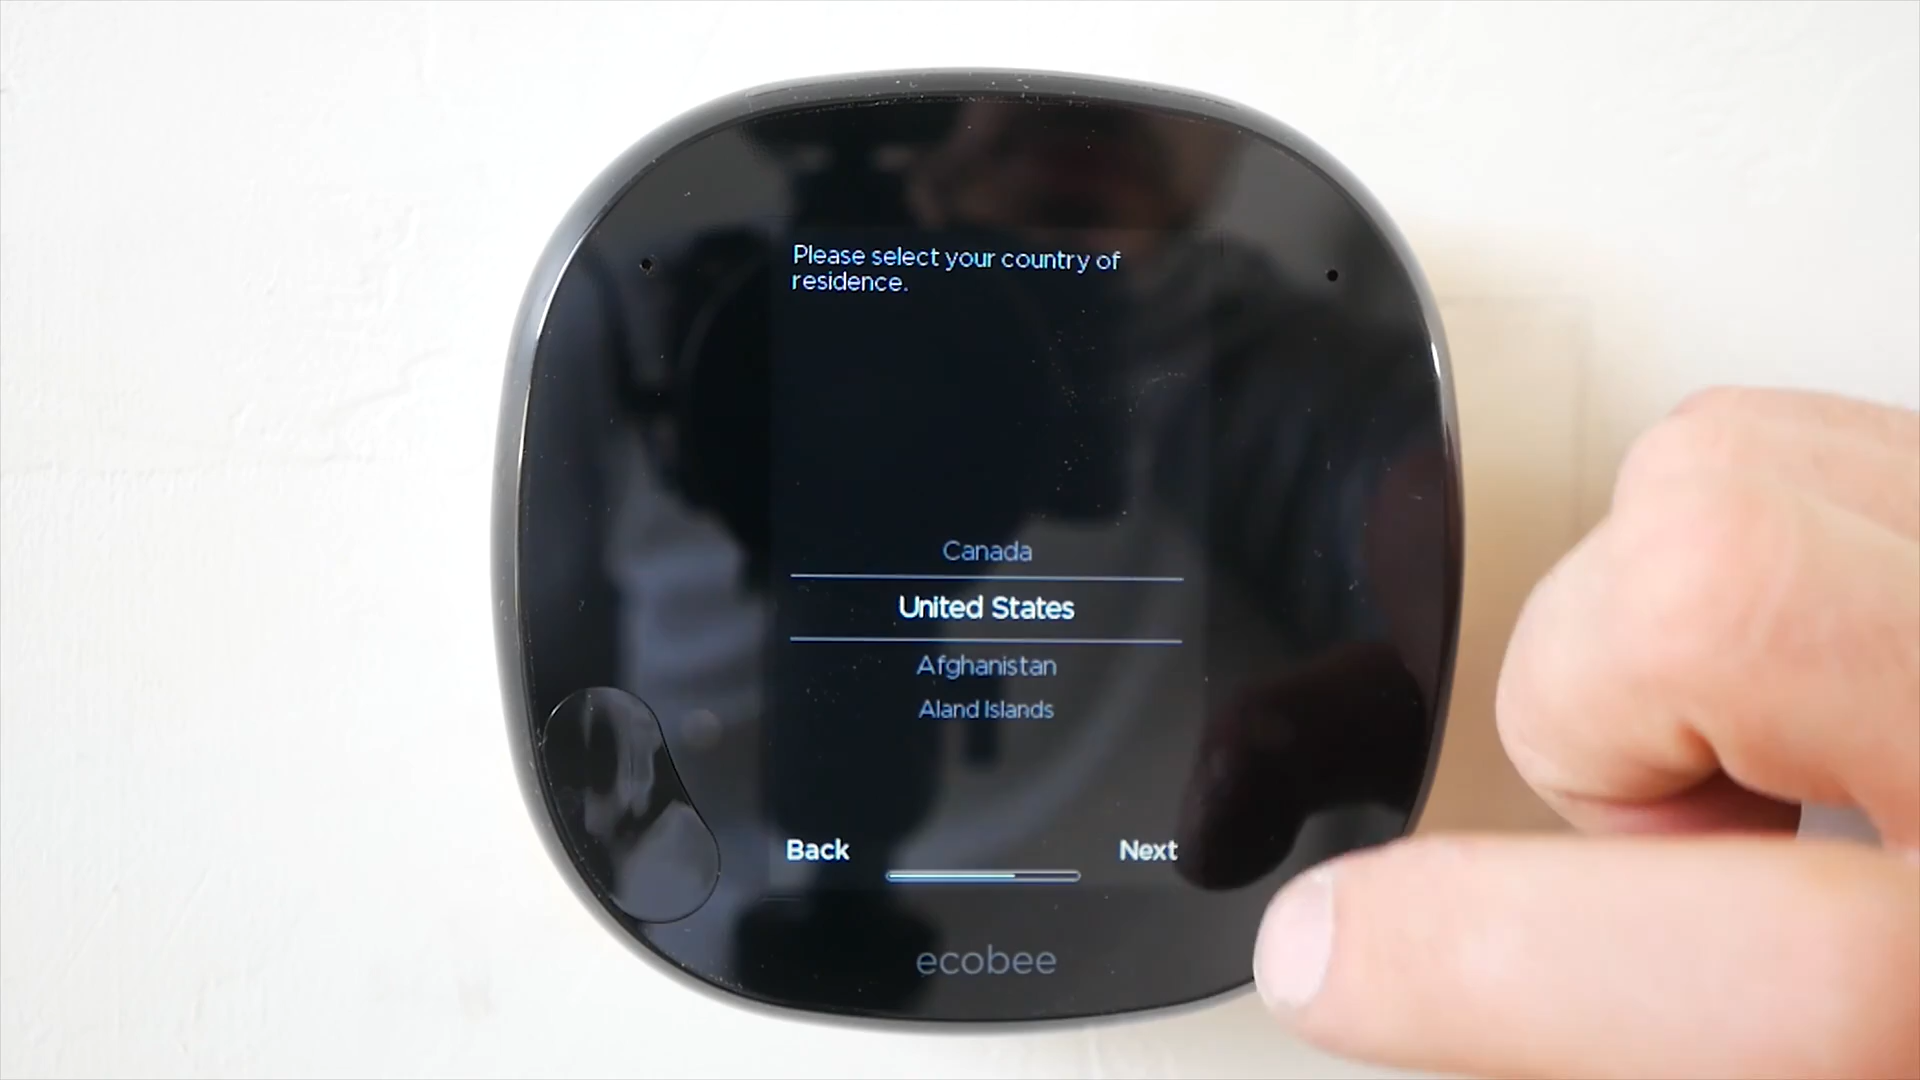 Please select your country of
residence.
Canada
United States
Afghanistan
Aland Islands
Back
Next
ecobee